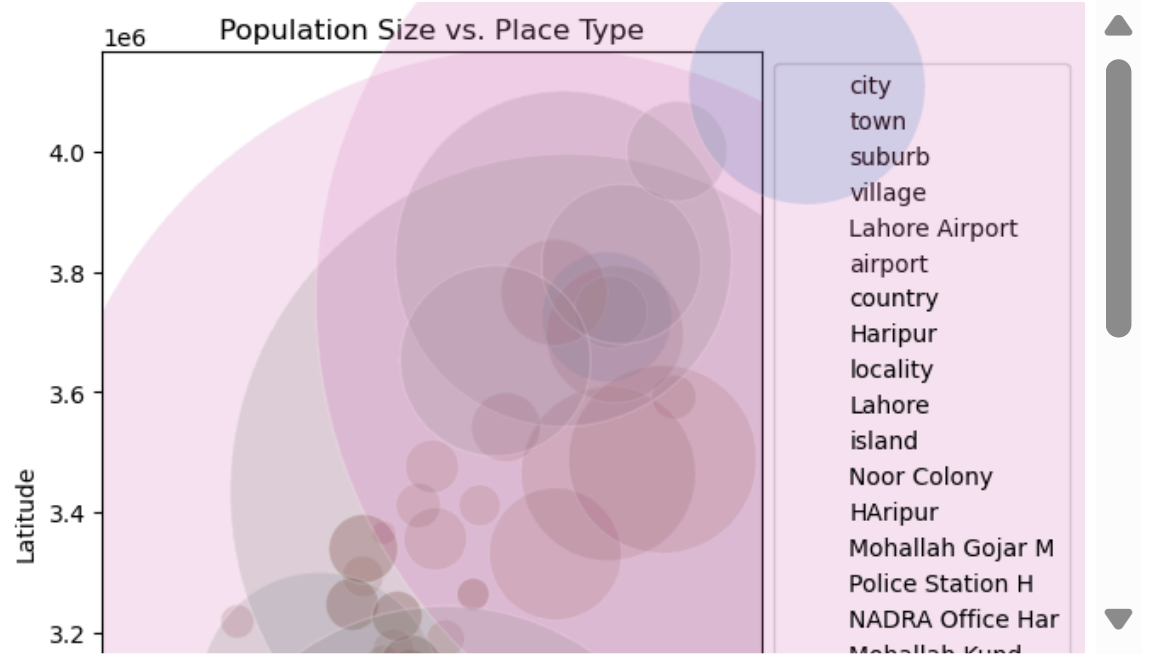 Population Size vs. Place Type
1e6
4.0
3.8
3.6
3.4
3.2
Latitude
city
town
suburb
village
Lahore Airport
airport
country
Haripur
locality
Lahore
island
Noor Colony
HAripur
Mohallah Gojar M
Police Station H
NADRA Office Har
Mohallah Kund